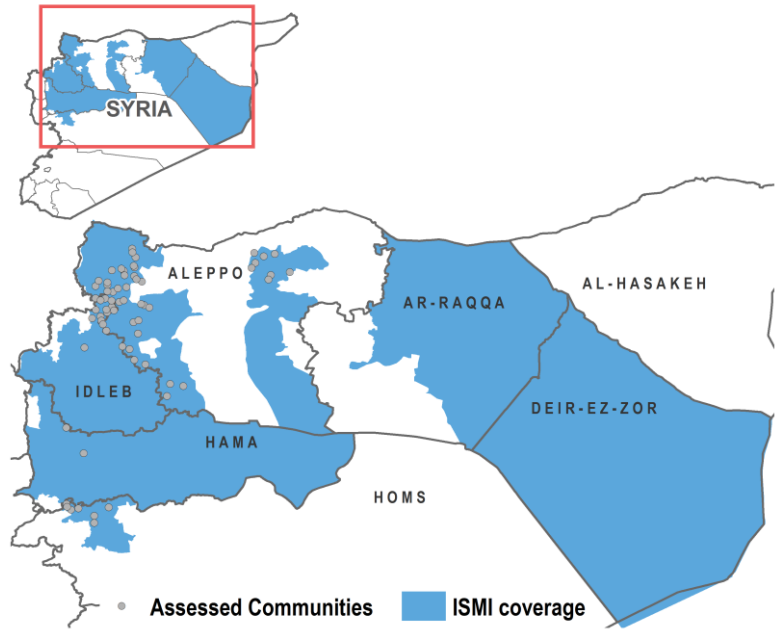 SYRIA
ALEPPO
AL-HASAKEH
AR-RAQQA
IDLEB
DEIR-EZ-ZOR
HAMA
HOMS
Assessed Communities
ISMI coverage